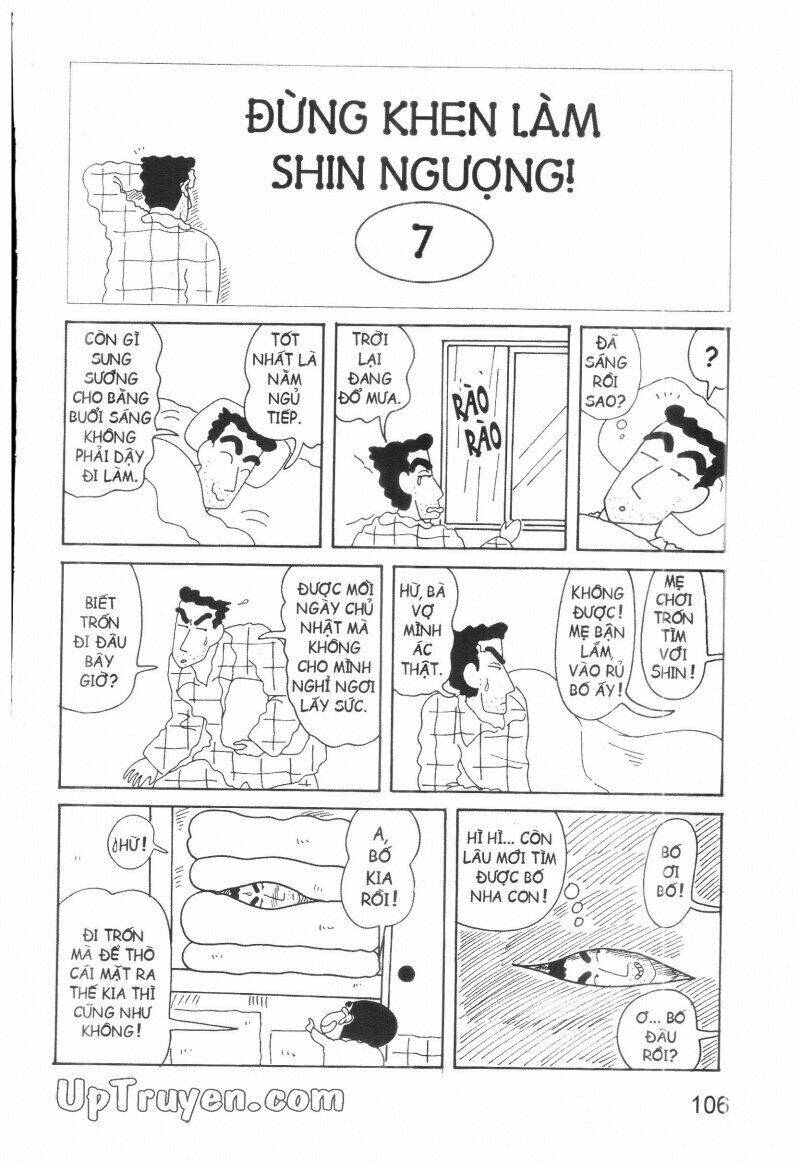 ĐỪNG KHEN LÀM
SHIN NGƯỢNG!
7
?
ĐÃ
SÁNG
RỒI
SAO?
TRỜI
LẠI
ĐANG
ĐỔ MƯA.
RÀO
RÀO
TỐT
NHẤT LÀ
NẰM
NGỦ
TIẾP.
CÒN GÌ
SUNG
SƯỚNG
CHO BẰNG
BUỔI SÁNG
KHÔNG
PHẢI DẬY
ĐI LÀM.
MẸ
CHƠI
TRỐN
TÌM
VỚI
SHIN!
KHÔNG
ĐƯỢC!
MẸ BẬN
LẮM,
VÀO RỦ
BỐ ẤY!
HỪ, BÀ
VỢ
MÌNH
ÁC
THẬT.
ĐƯỢC MỖI
NGÀY CHỦ
NHẬT MÀ
KHÔNG
CHO MÌNH
NGHỈ NGƠI
LẤY SỨC.
BIẾT
TRỐN
ĐI ĐÂU
BÂY
GIỜ?
BỐ
ƠI
BỐ!
HÌ HÌ... CÒN
LÂU MỚI TÌM
ĐƯỢC BỐ
NHA CON!
Ơ... BỐ
ĐÂU
RỒI?
A,
BỐ
KIA
RỒI!
HỪ!
ĐI TRỐN
MÀ ĐỂ THÒ
CÁI MẶT RA
THẾ KIA THÌ
CŨNG NHƯ
KHÔNG!
UpTruyen.com
106